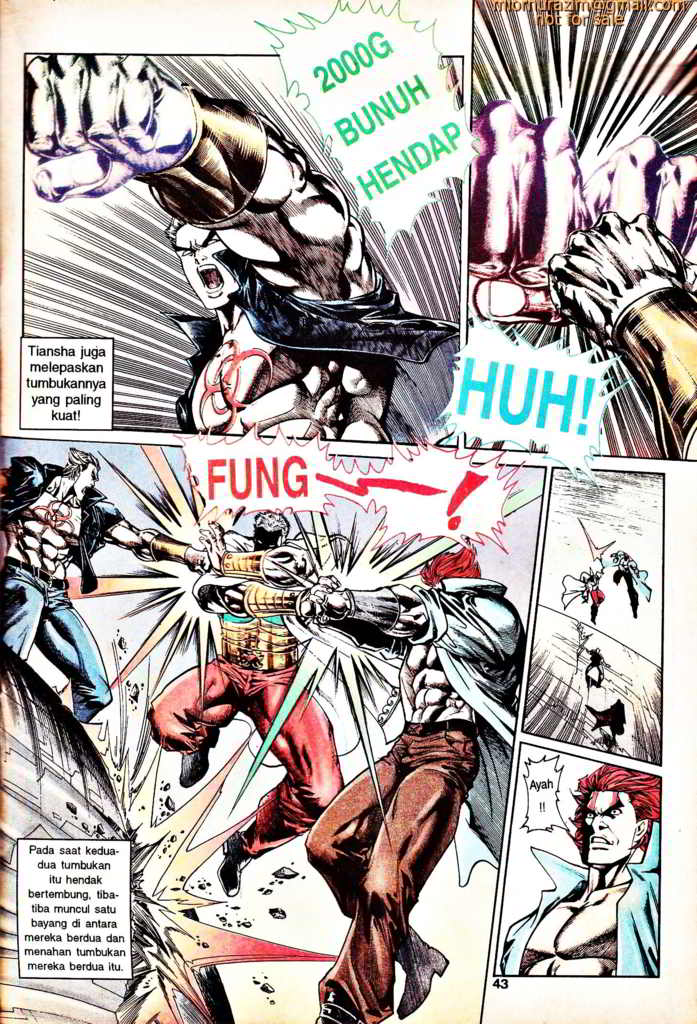 miornurazim@gmail.com
not for sale
2000G
BUNUH
HENDAP
Tiansha juga
melepaskan
tumbukannya
yang paling
kuat!
HUH!
FUNG
!
Pada saat kedua-
dua tumbukan
itu hendak
bertembung, tiba-
tiba muncul satu
bayang di antara
mereka berdua dan
menahan tumbukan
mereka berdua itu.
Ayah
!!
43